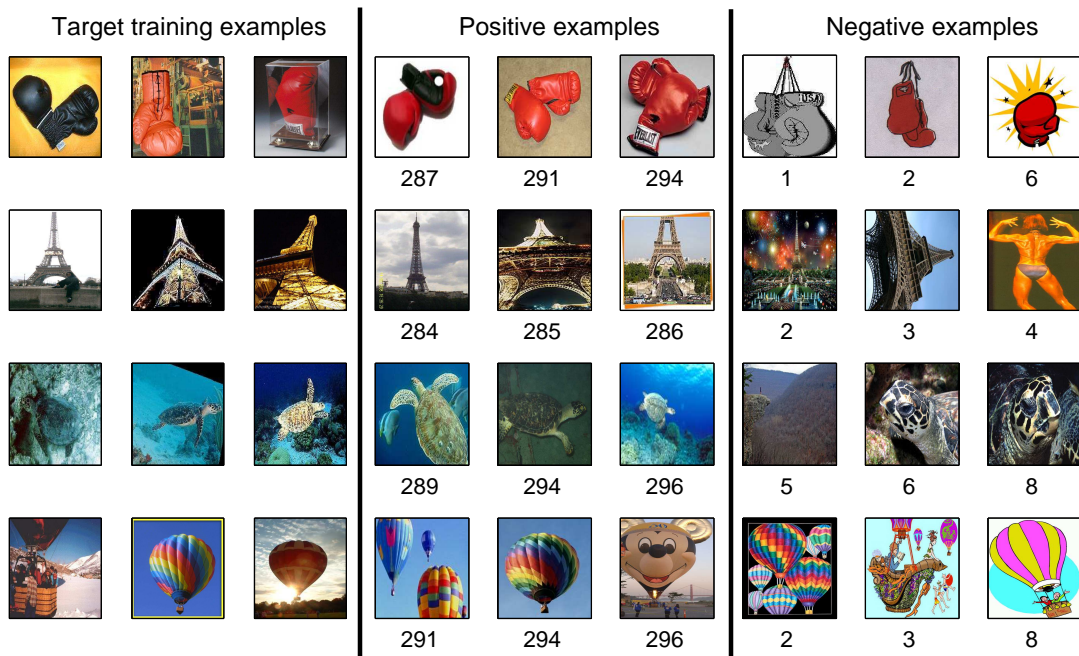 Target training examples Positive examples Negative examples
USA
287 291 294 1 2 6
284 285 286 2 3 4
289 294 296 5 6 8
291 294 296 2 3 8